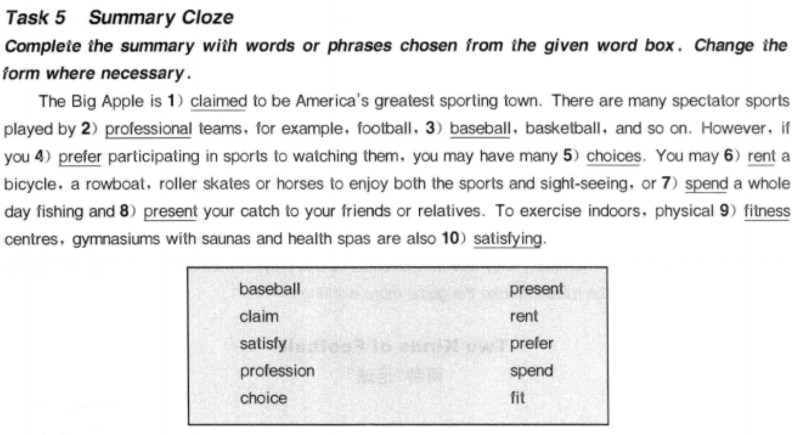 Task 5 Summary Cloze
Complete the summary with words or phrases chosen from the given word box. Change the
form where necessary.
The Big Apple is 1) claimed to be America's greatest sporting town. There are many spectator sports
played by 2) professional teams, for example, football, 3) baseball, basketball, and so on. However, if
you 4) prefer participating in sports to watching them, you may have many 5) choices. You may 6) rent a
bicycle, a rowboat, roller skates or horses to enjoy both the sports and sight-seeing, or 7) spend a whole
day fishing and 8) present your catch to your friends or relatives. To exercise indoors, physical 9) fitness
centres, gymnasiums with saunas and health spas are also 10) satisfying.
baseball present
claim rent
satisfy prefer
profession spend
choice fit